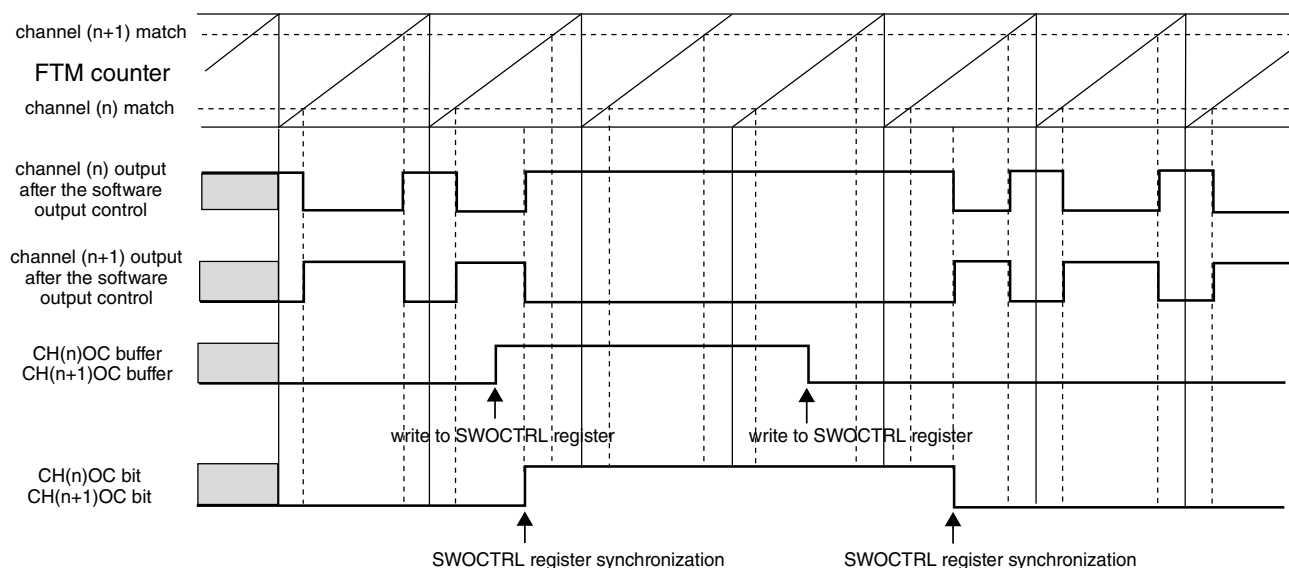 channel (n+1) match
FTM counter
channel (n) match
channel (n) output
after the software
output control
channel (n+1) output
after the software
output control
CH(n)OC buffer
CH(n+1)OC buffer
write to SWOCTRL register
write to SWOCTRL register
CH(n)OC bit
CH(n+1)OC bit
SWOCTRL register synchronization
SWOCTRL register synchronization